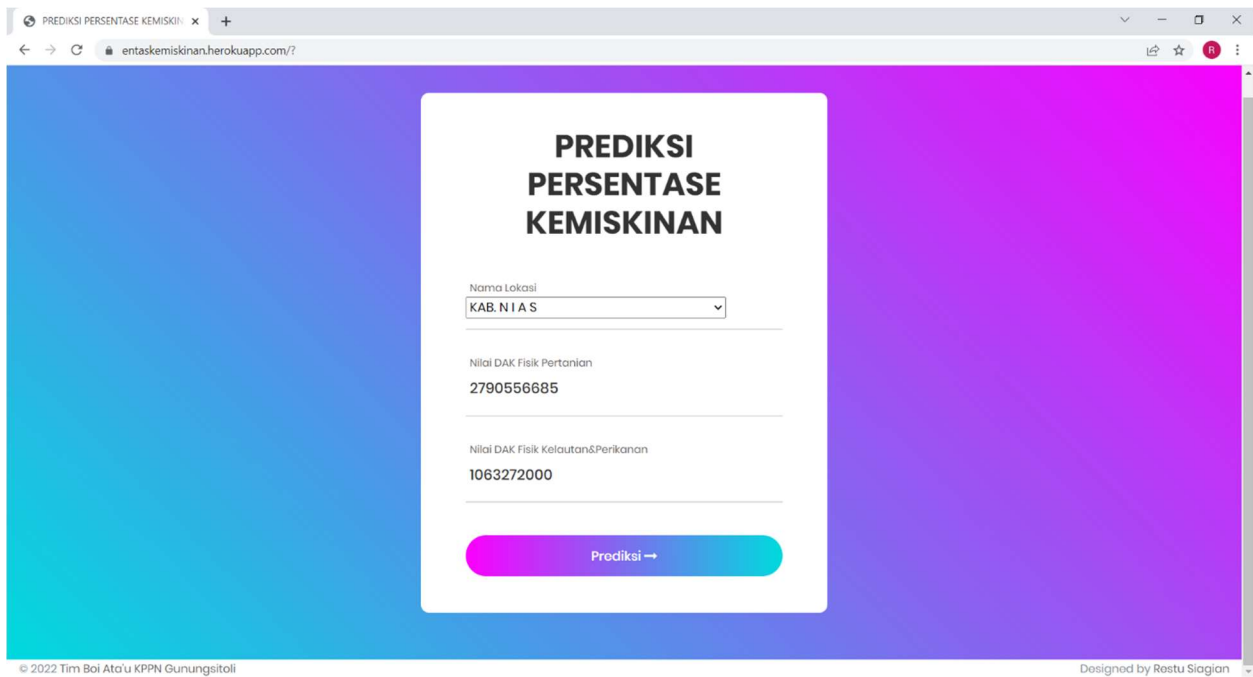 PREDIKSI PERSENTASE KEMISKIN
entaskemiskinan.herokuapp.com/?
R
PREDIKSI
PERSENTASE
KEMISKINAN
Nama Lokasi
KAB. N I A S
Nilai DAK Fisik Pertanian
2790556685
Nilai DAK Fisik Kelautan&Perikanan
1063272000
Prediksi →
© 2022 Tim Boi Ata'u KPPN Gunungsitoli
Designed by Restu Siagian